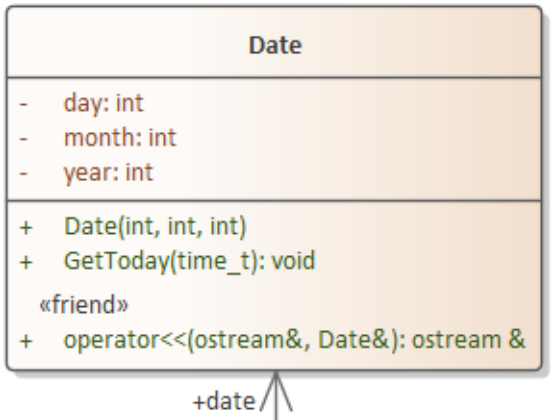 Date
- day: int
- month: int
- year: int
+ Date(int, int, int)
+ GetToday(time_t): void
«friend»
+ operator<<(ostream&, Date&): ostream &
+date